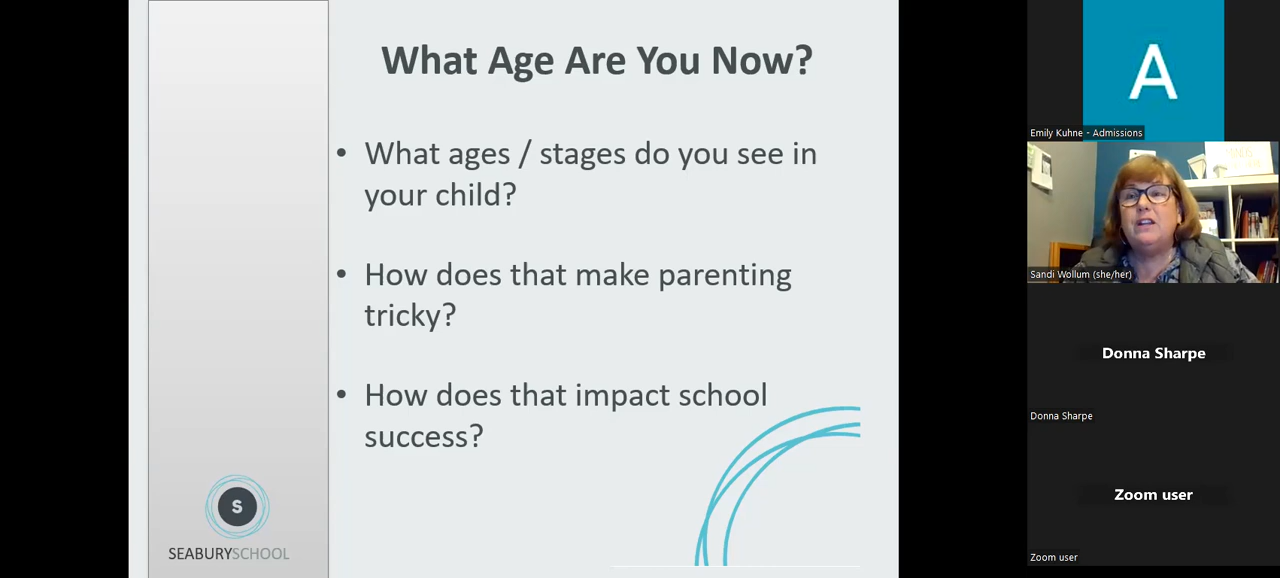 What Age Are You Now?
• What ages / stages do you see in
your child?
• How does that make parenting
tricky?
• How does that impact school
success?
S
SEABURYSCHOOL
A
Emily Kuhne - Admissions
Sandi Wollum (she/her)
Donna Sharpe
Donna Sharpe
Zoom user
Zoom user